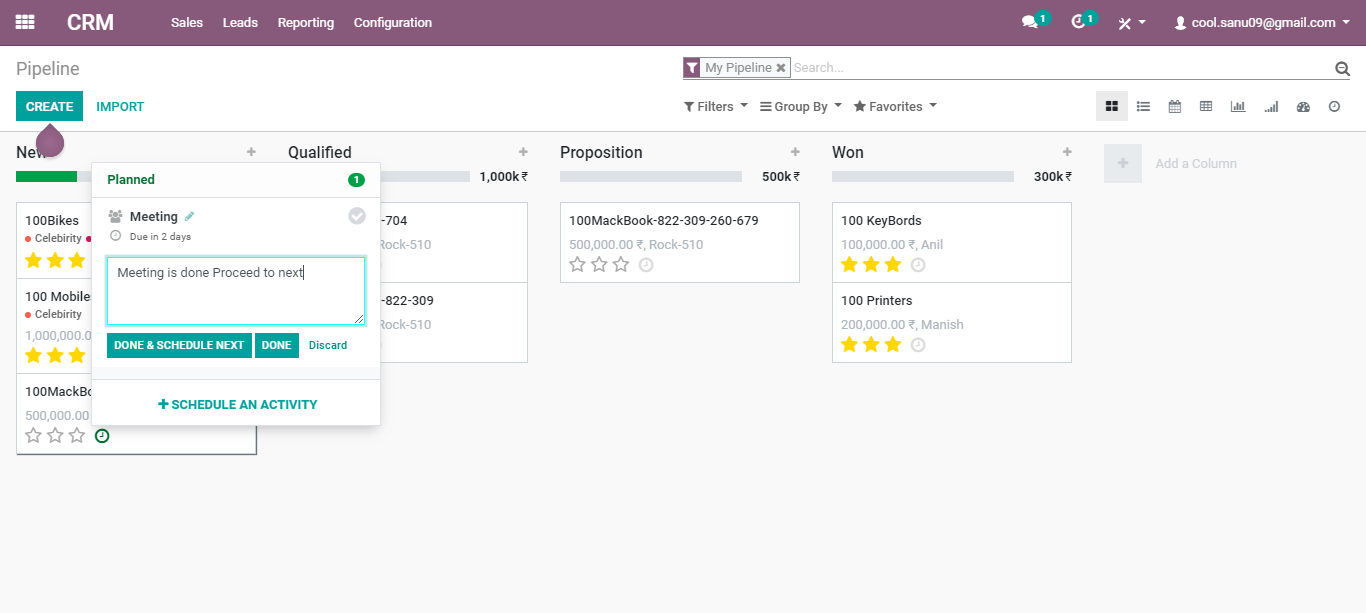 CRM Sales Leads Reporting Configuration 1 1 cool.sanu09@gmail.com
Pipeline My Pipeline Search...
CREATE IMPORT Filters Group By Favorites
New Qualified Proposition Won Add a Column
1,000k₹ 500k₹ 300k₹
Planned 1
Meeting
Due in 2 days
Meeting is done Proceed to next
DONE & SCHEDULE NEXT DONE Discard
SCHEDULE AN ACTIVITY
100Bikes
Celebirity
100 Mobiles
Celebirity
1,000,000.0
100MackBo
500,000.00
-704
Rock-510
-822-309
Rock-510
100MackBook-822-309-260-679
500,000.00 ₹, Rock-510
100 KeyBords
100,000.00 ₹, Anil
100 Printers
200,000.00 ₹, Manish